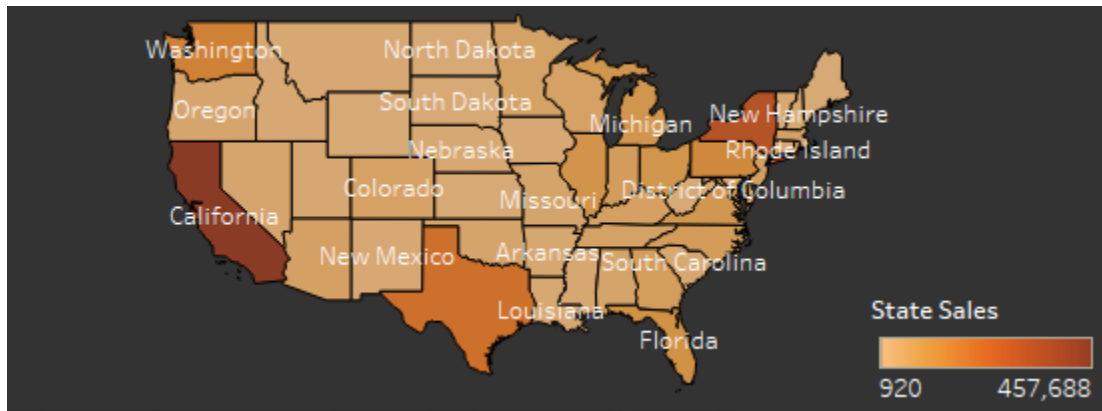 Washington
North Dakota
Oregon
South Dakota
New Hampshire
Michigan
Nebraska
Rhode Island
Colorado
Missouri
District of Columbia
California
New Mexico
Arkansas
South Carolina
Louisiana
Florida
State Sales
920
457,688